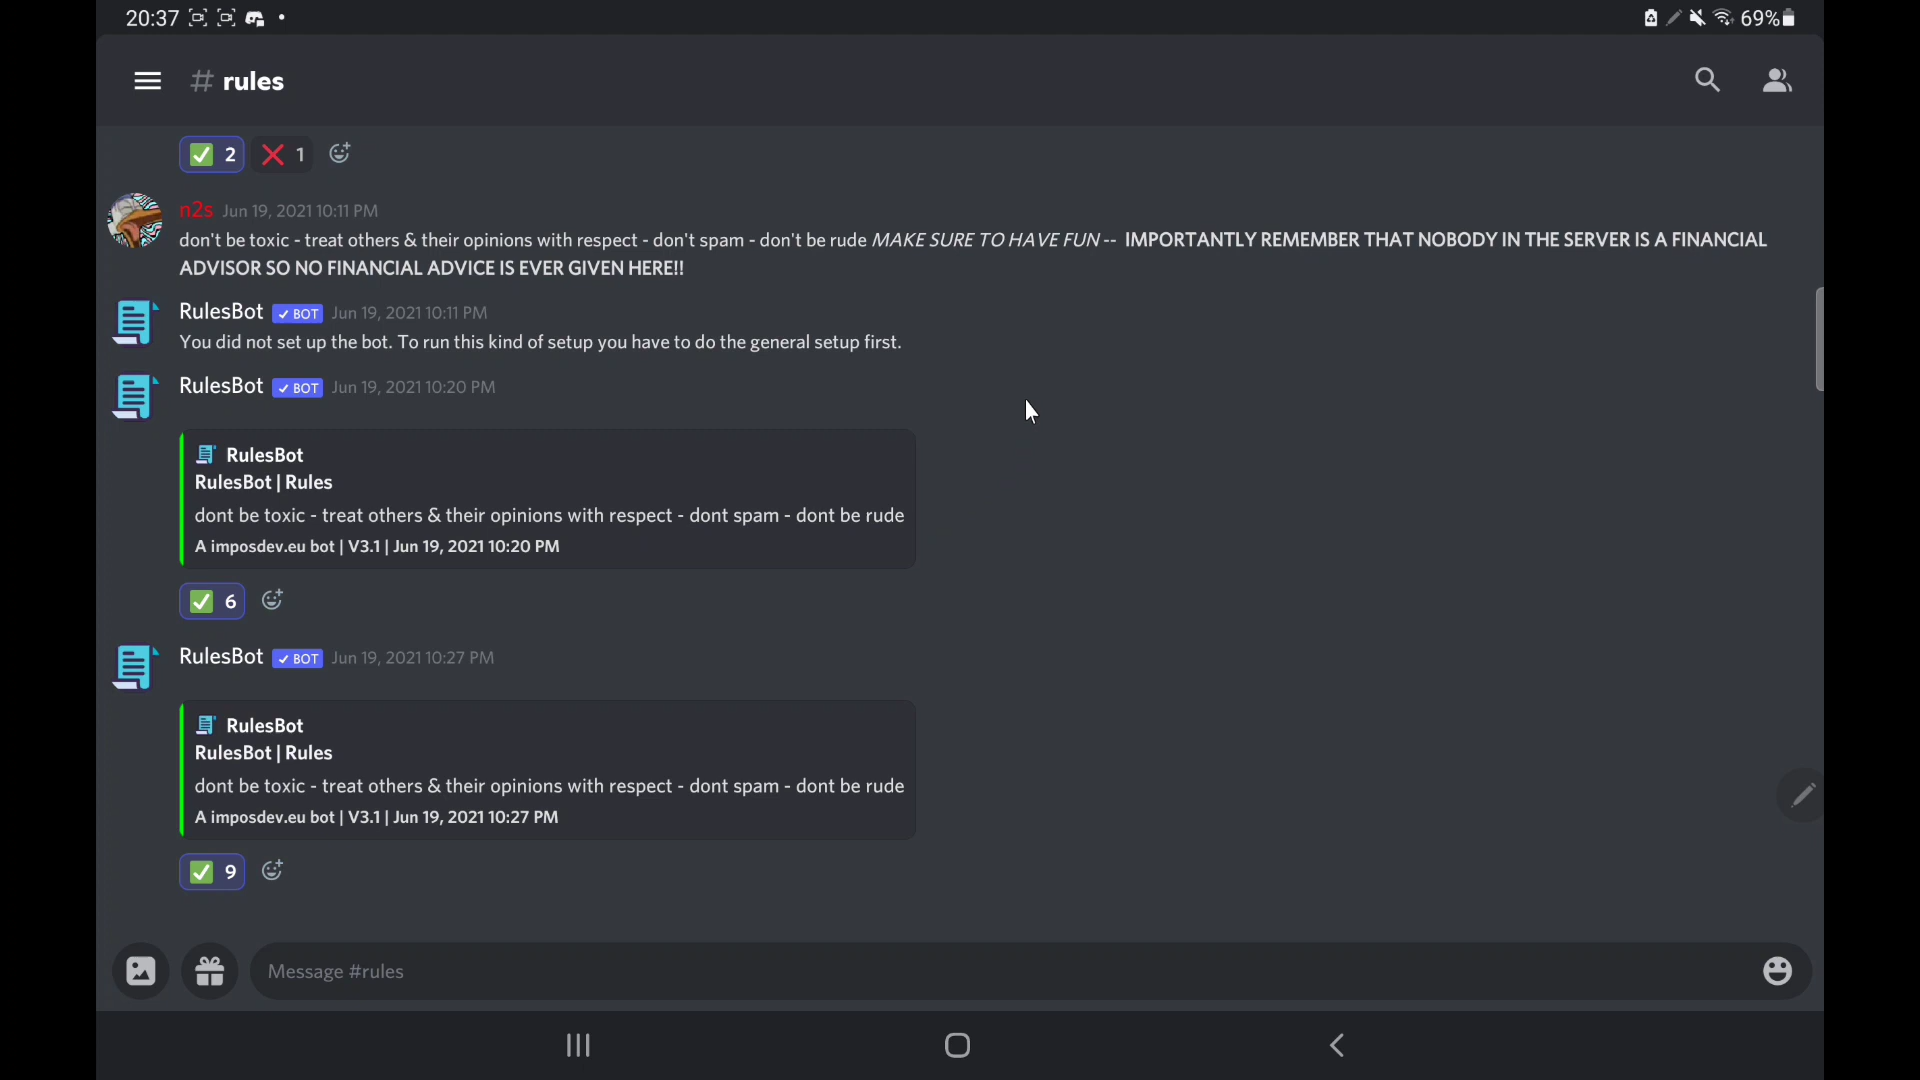 20:37
69%
# rules
2
1
n2s Jun 19, 2021 10:11 PM
don't be toxic - treat others & their opinions with respect - don't spam - don't be rude MAKE SURE TO HAVE FUN -- IMPORTANTLY REMEMBER THAT NOBODY IN THE SERVER IS A FINANCIAL
ADVISOR SO NO FINANCIAL ADVICE IS EVER GIVEN HERE!!
RulesBot BOT Jun 19, 2021 10:11 PM
You did not set up the bot. To run this kind of setup you have to do the general setup first.
RulesBot BOT Jun 19, 2021 10:20 PM
RulesBot
RulesBot | Rules
dont be toxic - treat others & their opinions with respect - dont spam - dont be rude
A imposdev.eu bot | V3.1 | Jun 19, 2021 10:20 PM
6
RulesBot BOT Jun 19, 2021 10:27 PM
RulesBot
RulesBot | Rules
dont be toxic - treat others & their opinions with respect - dont spam - dont be rude
A imposdev.eu bot | V3.1 | Jun 19, 2021 10:27 PM
9
Message #rules